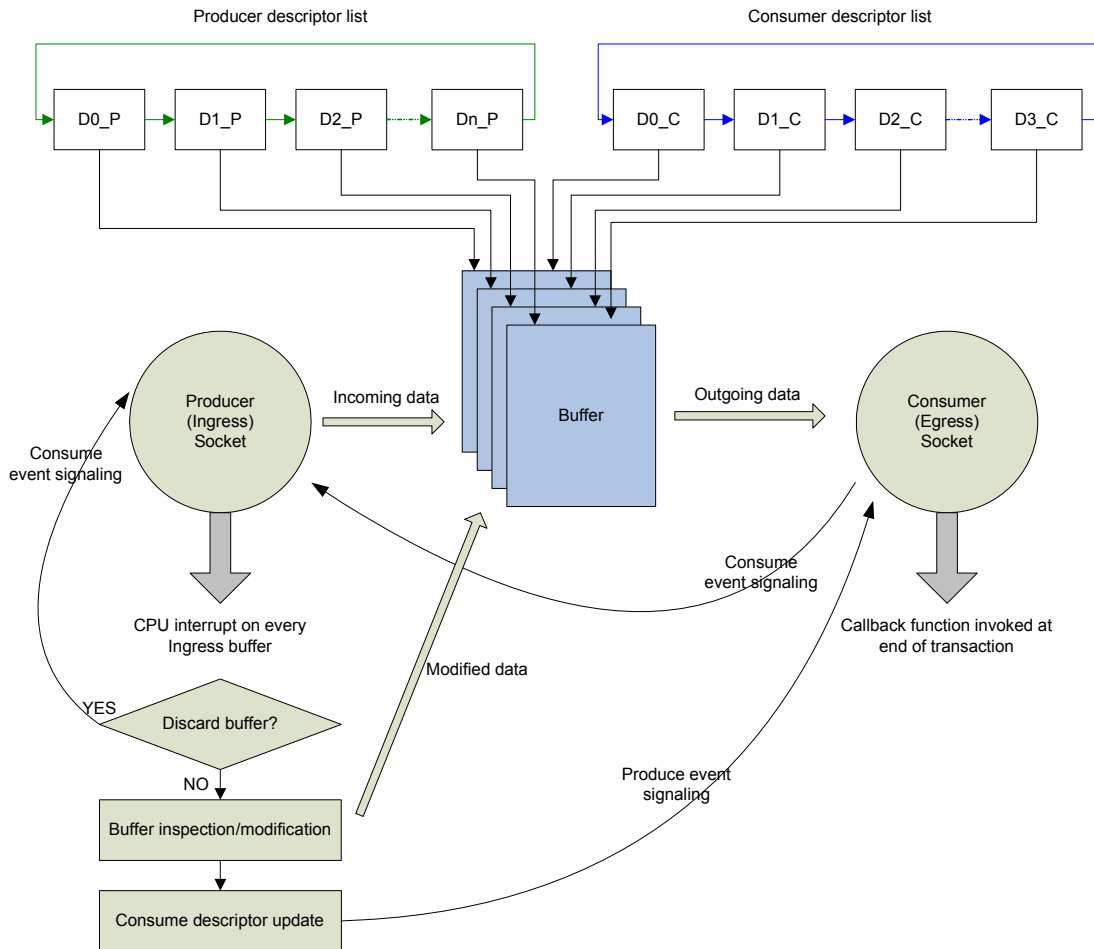 Producer descriptor list
Consumer descriptor list
D0_P
D1_P
D2_P
Dn_P
D0_C
D1_C
D2_C
D3_C
Producer
(Ingress)
Socket
Incoming data
Buffer
Outgoing data
Consumer
(Egress)
Socket
Consume
event signaling
Consume
event signaling
CPU interrupt on every
Ingress buffer
Callback function invoked at
end of transaction
Modified data
YES
Discard buffer?
NO
Produce event
signaling
Buffer inspection/modification
Consume descriptor update